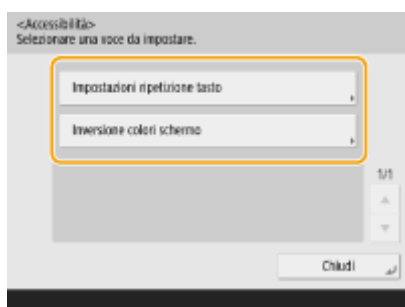 <Accessibilità>
Selezionare una voce da impostare.
Impostazioni ripetizione tasto
Inversione colori schermo
1/1
Chiudi